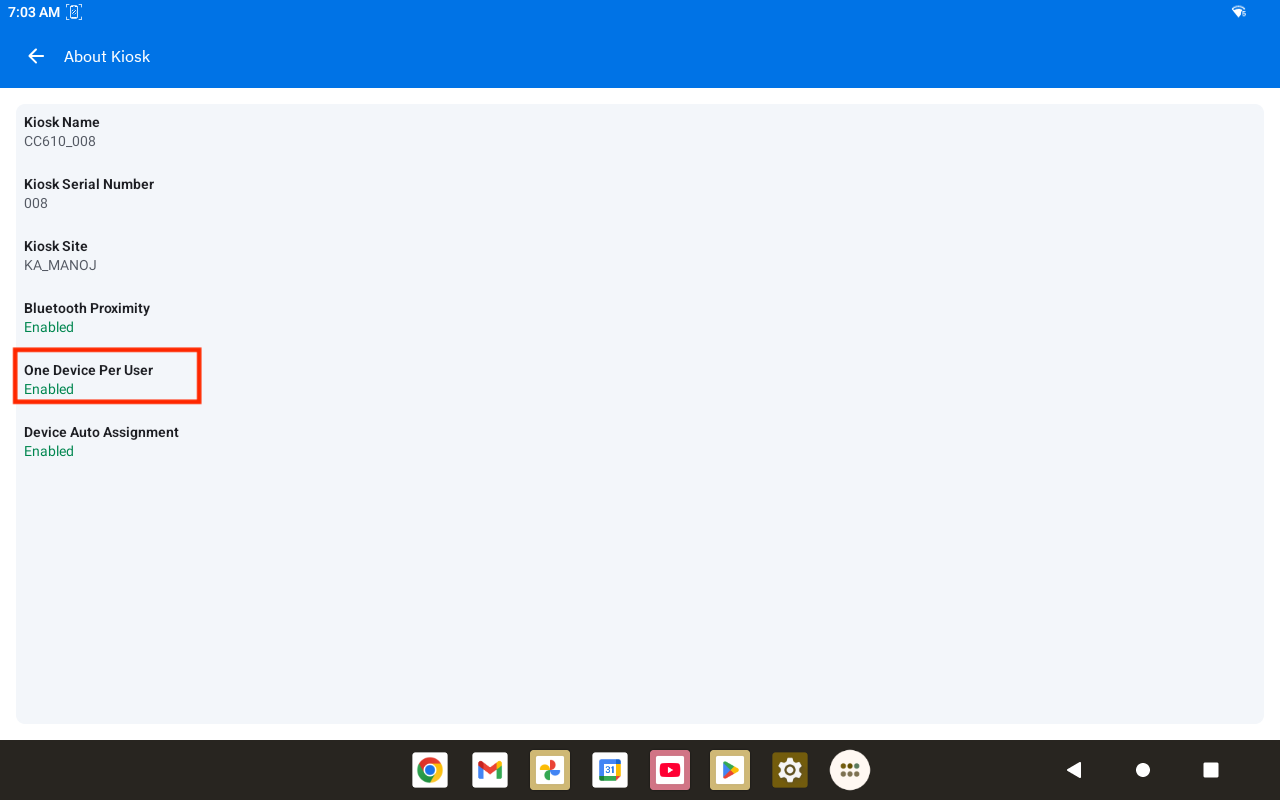 7:03 AM
About Kiosk
Kiosk Name
CC610_008
Kiosk Serial Number
008
Kiosk Site
KA_MANOJ
Bluetooth Proximity
Enabled
One Device Per User
Enabled
Device Auto Assignment
Enabled
31